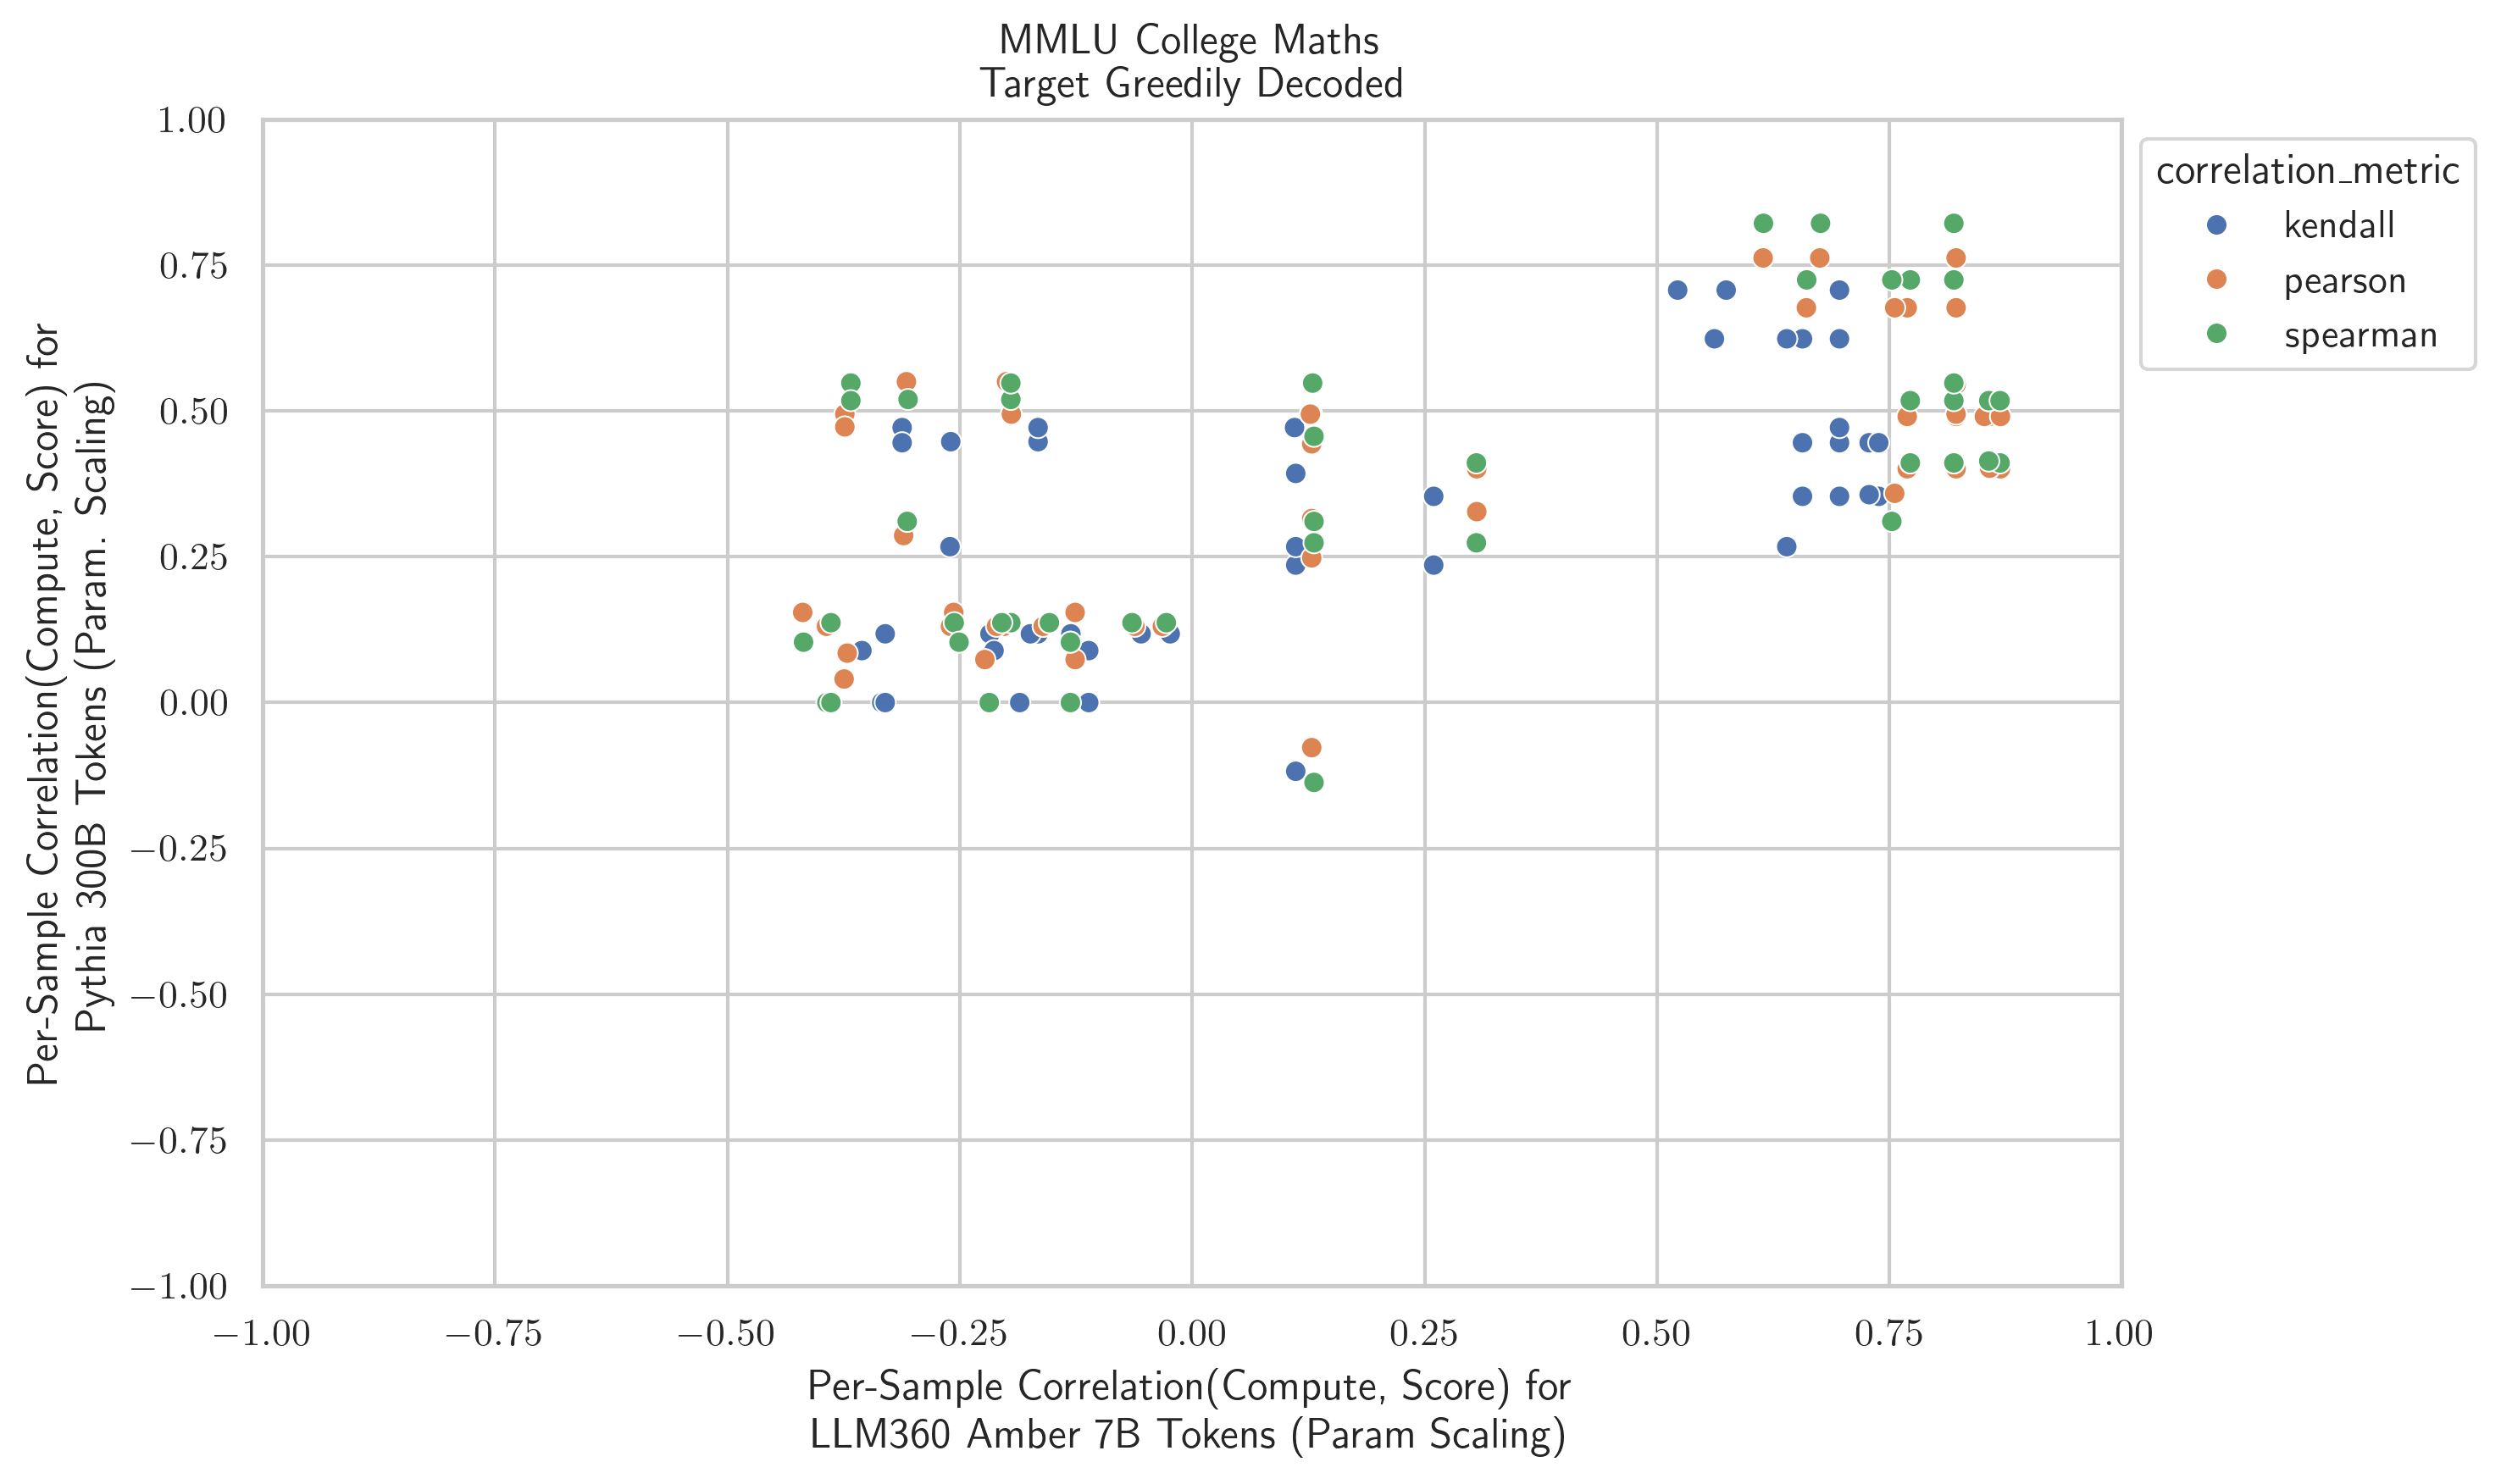 MMLU College Maths
Target Greedily Decoded
Per-Sample Correlation(Compute, Score) for
Pythia 300B Tokens (Param. Scaling)
1.00
0.75
0.50
0.25
0.00
−0.25
−0.50
−0.75
−1.00
−1.00 −0.75 −0.50 −0.25 0.00 0.25 0.50 0.75 1.00
Per-Sample Correlation(Compute, Score) for
LLM360 Amber 7B Tokens (Param Scaling)
correlation_metric
kendall
pearson
spearman